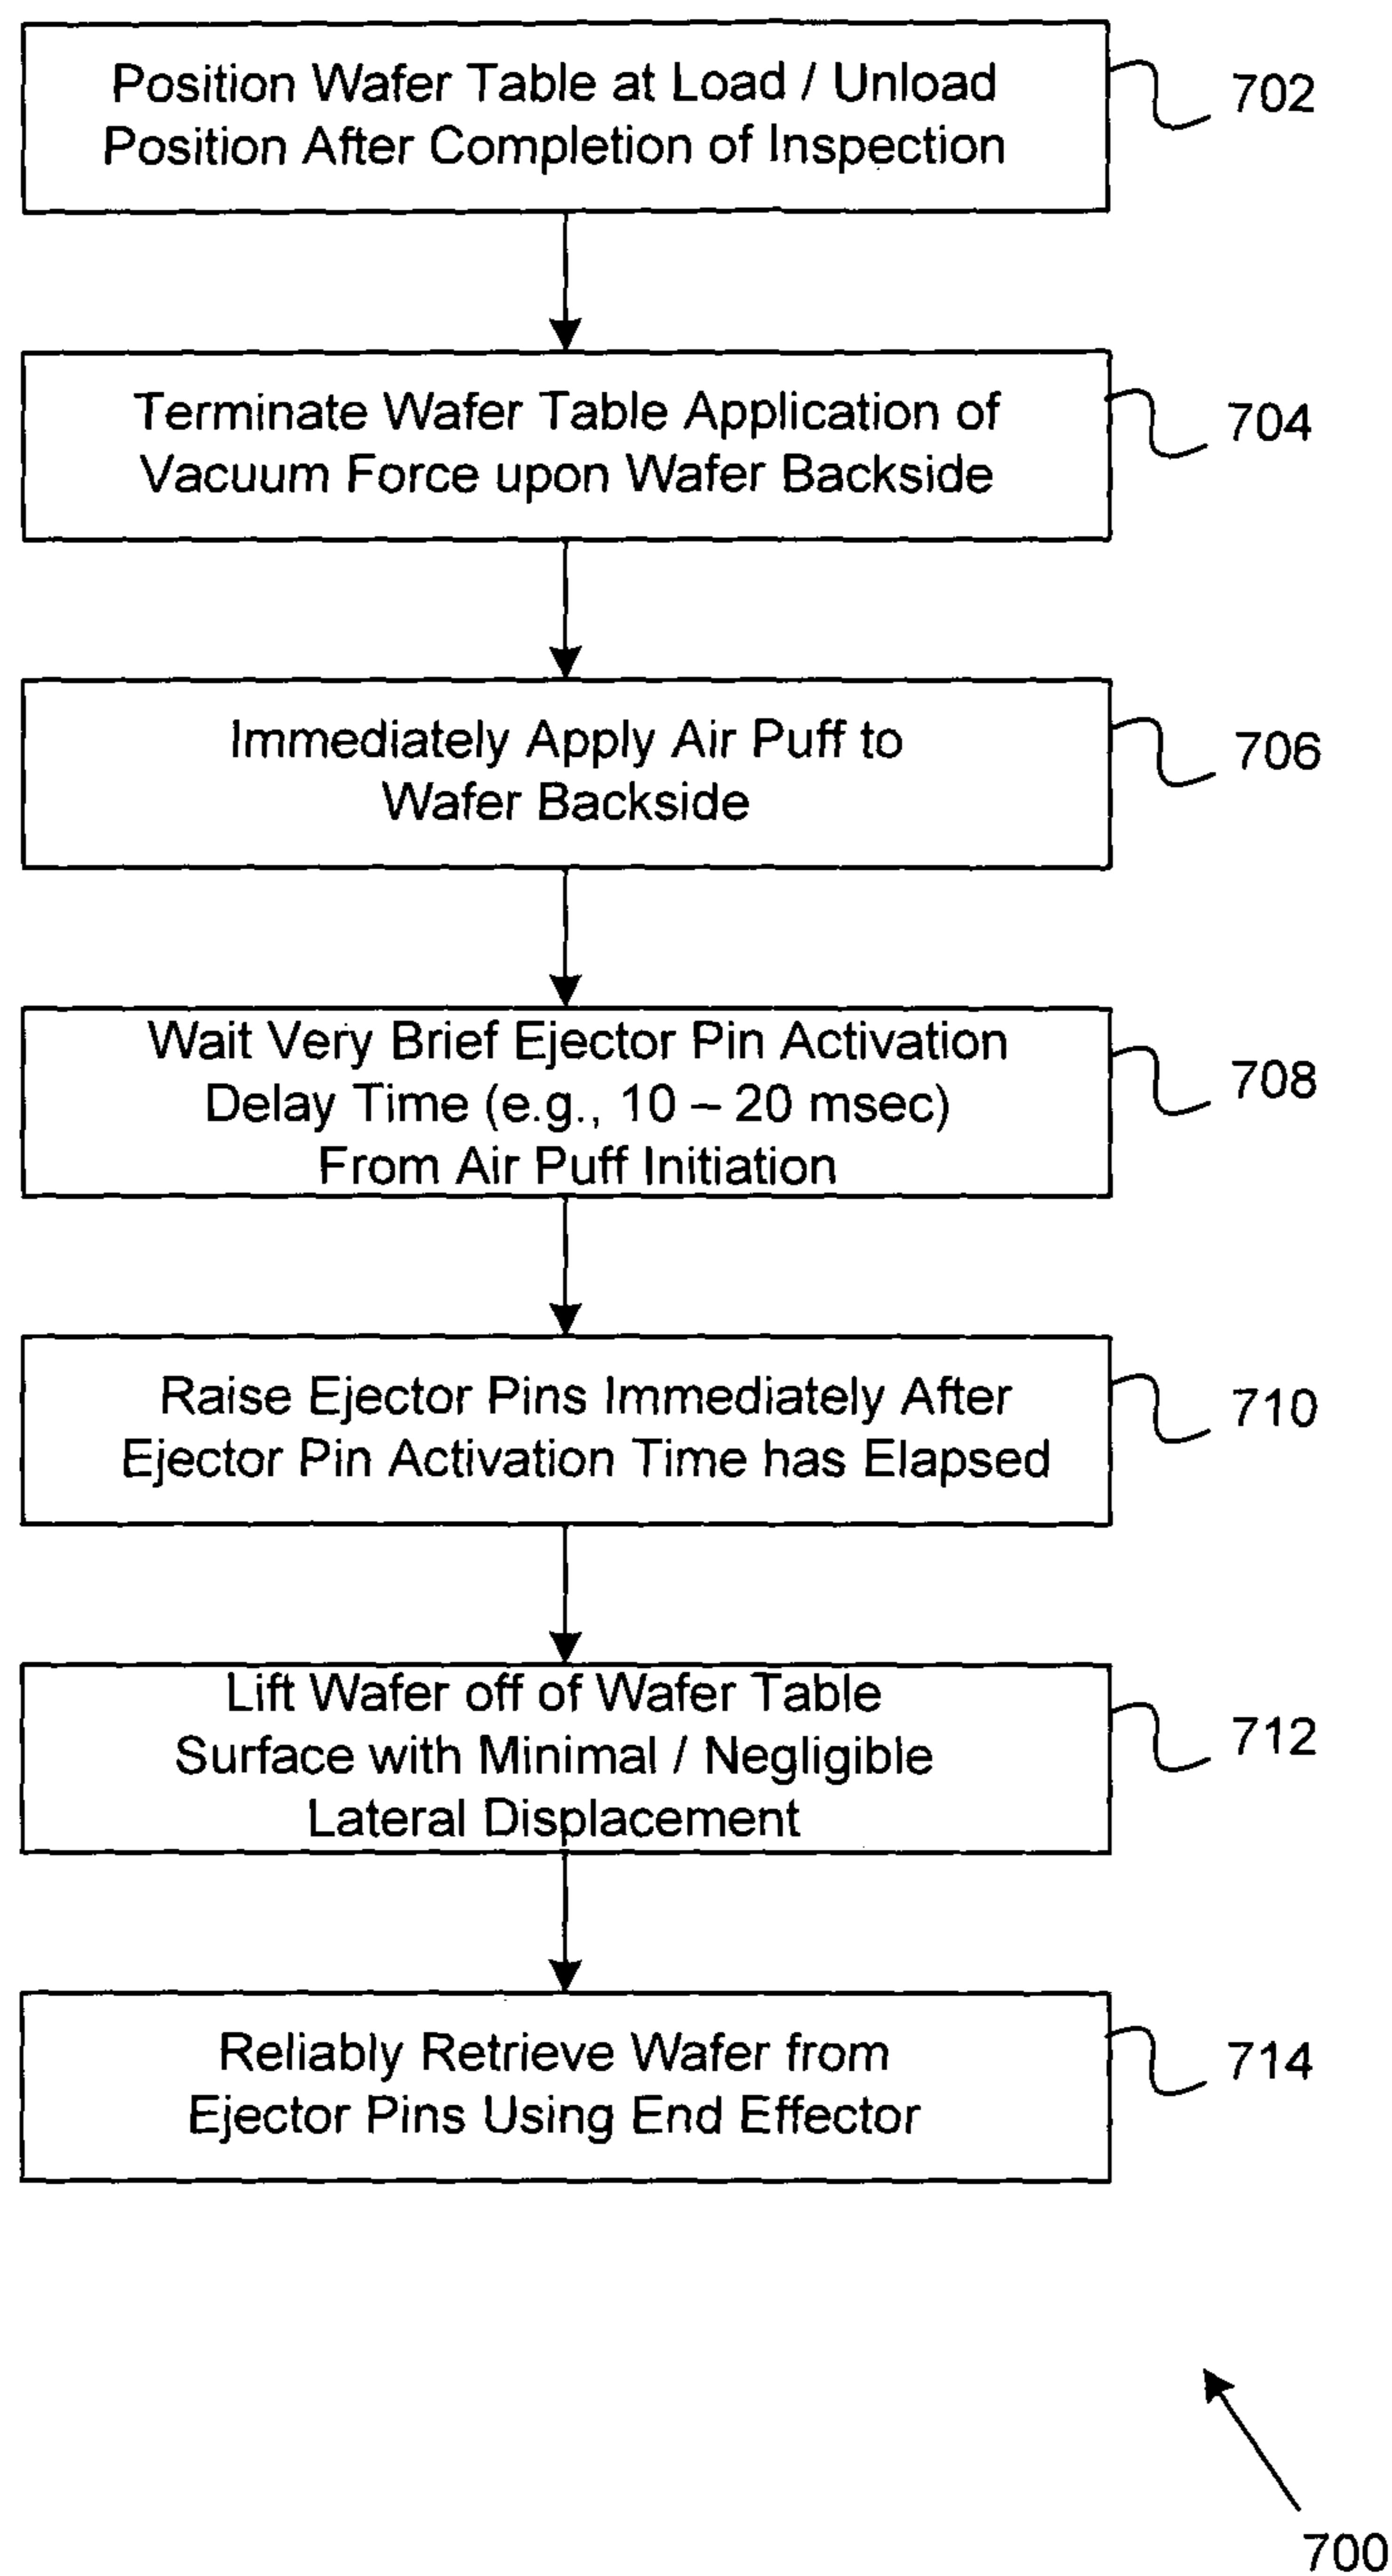 Position Wafer Table at Load / Unload
Position After Completion of Inspection
702
Terminate Wafer Table Application of
Vacuum Force upon Wafer Backside
704
Immediately Apply Air Puff to
Wafer Backside
706
Wait Very Brief Ejector Pin Activation
Delay Time (e.g., 10 – 20 msec)
From Air Puff Initiation
708
Raise Ejector Pins Immediately After
Ejector Pin Activation Time has Elapsed
710
Lift Wafer off of Wafer Table
Surface with Minimal / Negligible
Lateral Displacement
712
Reliably Retrieve Wafer from
Ejector Pins Using End Effector
714
700